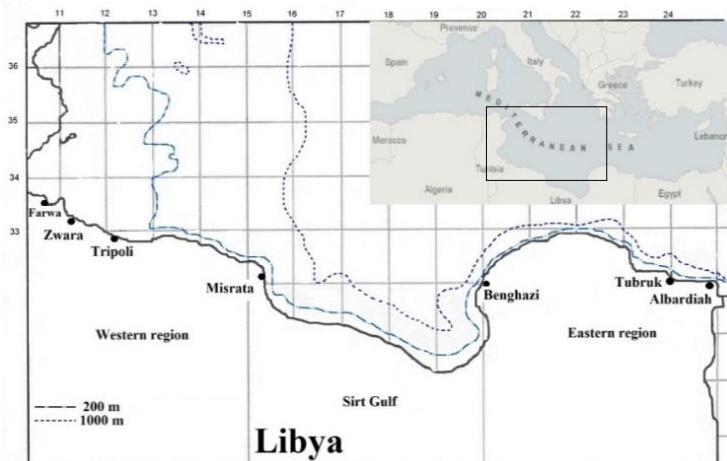 11 12 13 14 15 16 17 18 19 20 21 22 23 24
36
35
34
33
Provence
Spain
Italy
Greece
Turkey
MEDITERRANEAN SEA
Morocco
Tunisia
Lebanon
Algeria
Libya
Egypt
Farwa
Zwara
Tripoli
Misrata
Benghazi
Tubruk
Albardiah
Western region
Eastern region
Sirt Gulf
200 m
1000 m
Libya